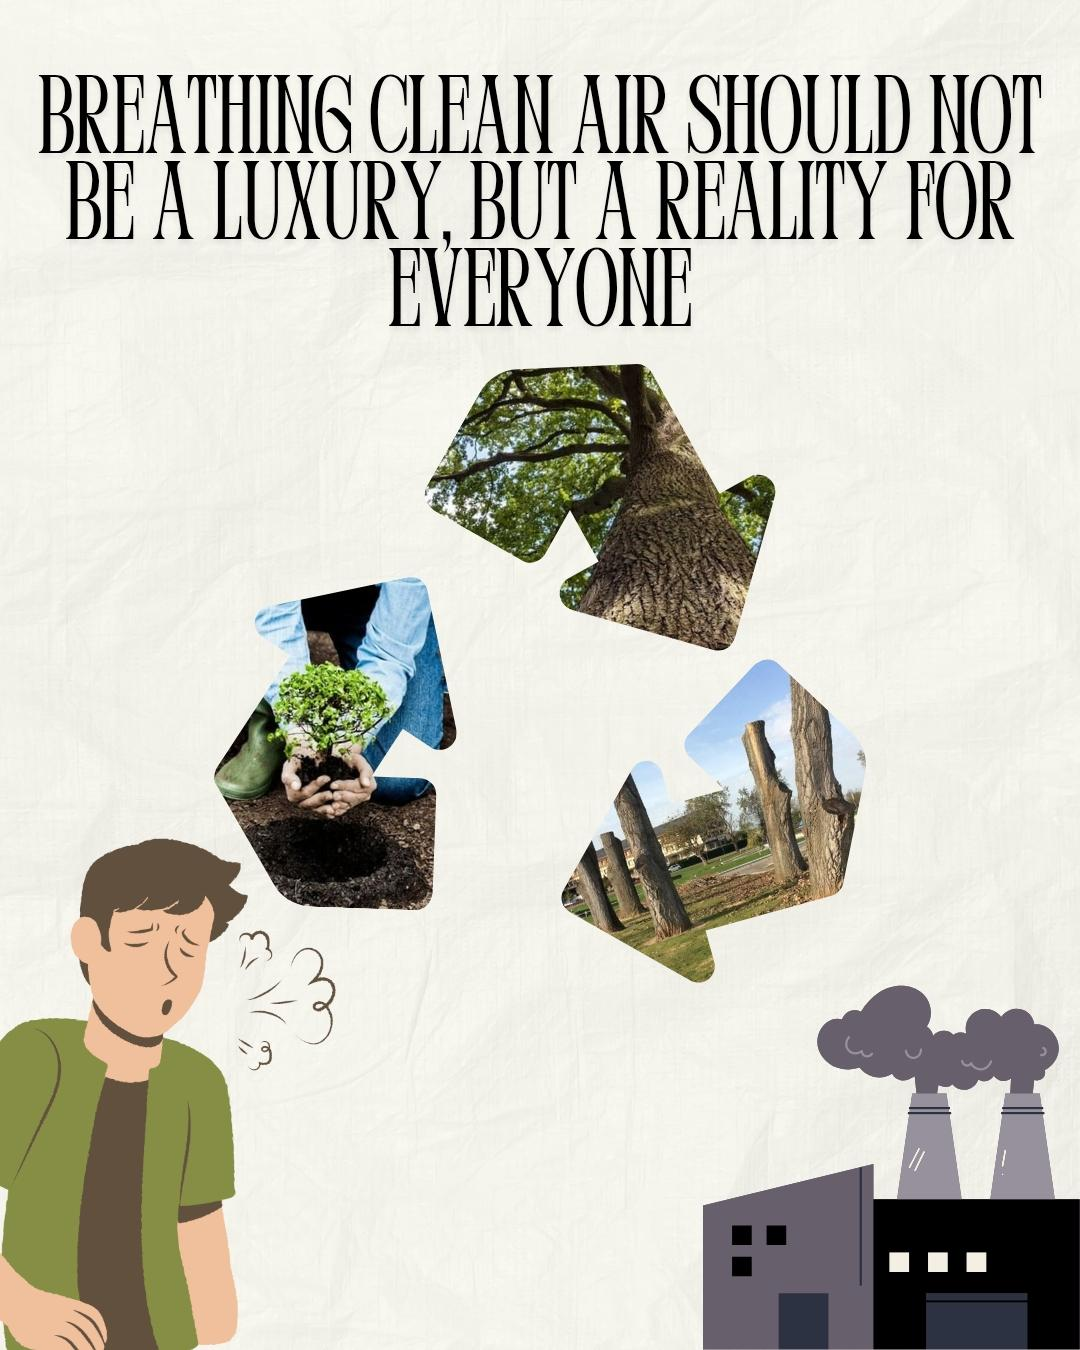 BREATHING CLEAN AIR SHOULD NOT
BE A LUXURY, BUT A REALITY FOR
EVERYONE